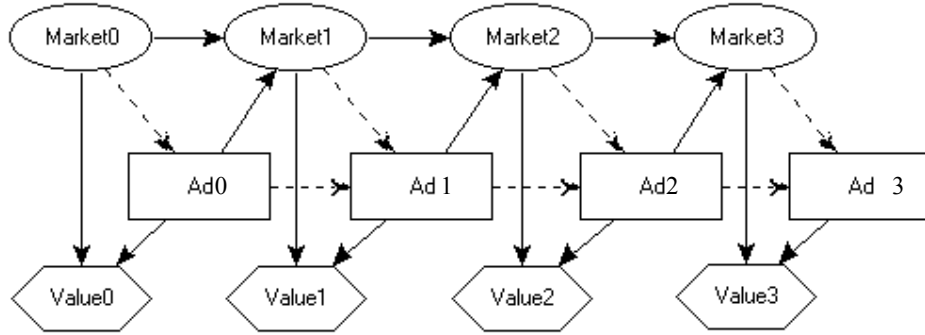 Market0 Market1 Market2 Market3
Ad0 Ad 1 Ad2 Ad 3
Value0 Value1 Value2 Value3